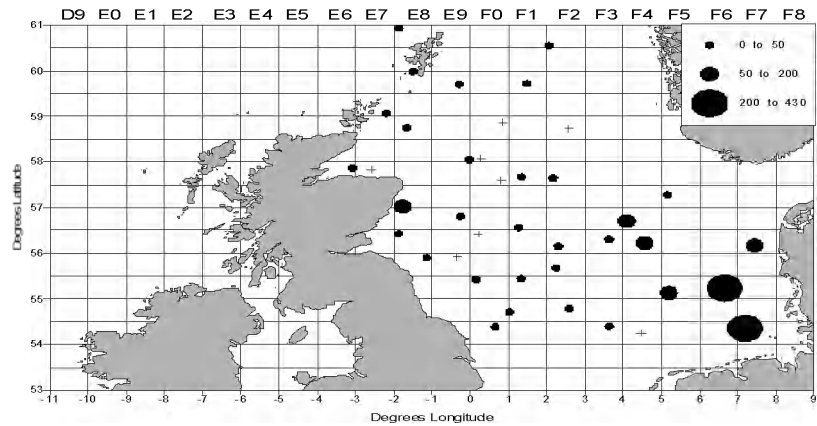 D9 E0 E1 E2 E3 E4 E5 E6 E7 E8 E9 F0 F1 F2 F3 F4 F5 F6 F7 F8
61
60
59
58
57
56
55
54
53
Degrees Latitude
0 to 50
50 to 200
200 to 430
-11 -10 -9 -8 -7 -6 -5 -4 -3 -2 -1 0 1 2 3 4 5 6 7 8 9
Degrees Longitude